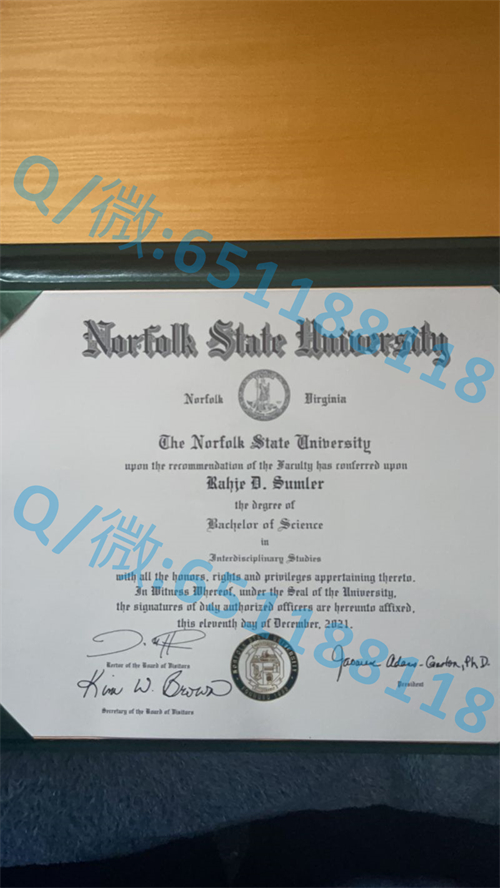 Q/微:651188118
Norfolk State University
Norfolk Virginia
The Norfolk State University
upon the recommendation of the Faculty has conferred upon
Rahje D. Sumler
the degree of
Bachelor of Science
in
Interdisciplinary Studies
with all the honors, rights and privileges appertaining thereto.
In Witness Whereof, under the Seal of the University,
the signatures of duly authorized officers are hereunto affixed,
this eleventh day of December, 2021.
Q/微:651188118
Rector of the Board of Visitors
Kim W. Brown
Secretary of the Board of Visitors
Javaune Adams-Gaston, Ph.D.
President